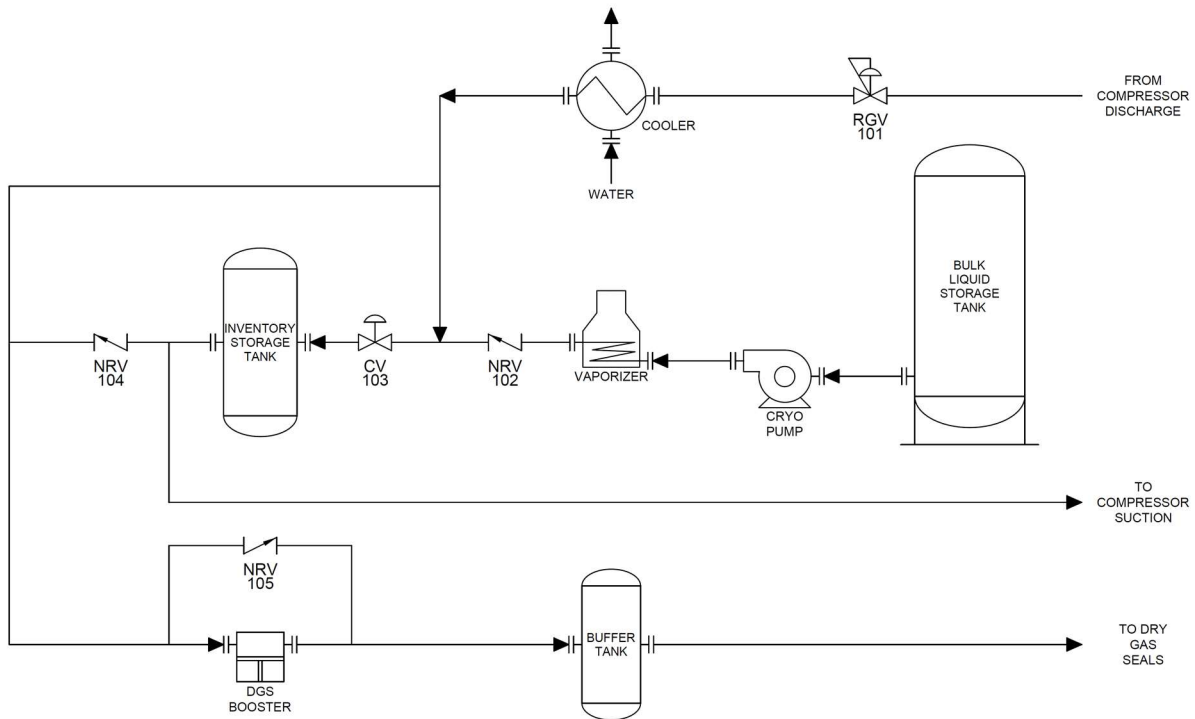 FROM
COMPRESSOR
DISCHARGE
RGV
101
COOLER
WATER
BULK
LIQUID
STORAGE
TANK
INVENTORY
STORAGE
TANK
NRV
104
CV
103
NRV
102
VAPORIZER
CRYO
PUMP
TO
COMPRESSOR
SUCTION
NRV
105
DGS
BOOSTER
BUFFER
TANK
TO DRY
GAS
SEALS